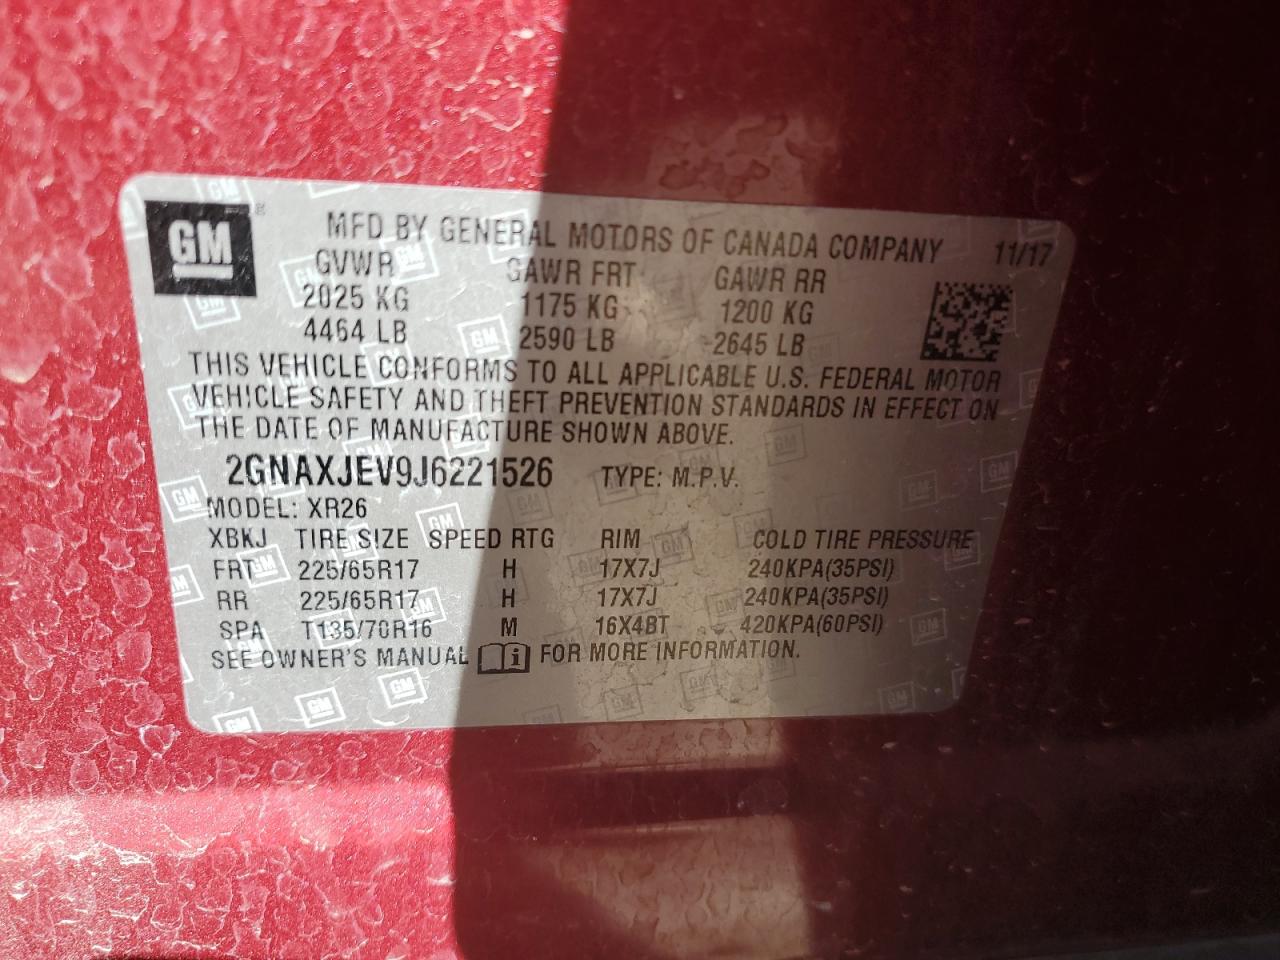 GM MFD BY GENERAL MOTORS OF CANADA COMPANY 11/17
GVWR GAWR FRT GAWR RR
2025 KG 1175 KG 1200 KG
4464 LB 2590 LB 2645 LB
THIS VEHICLE CONFORMS TO ALL APPLICABLE U.S. FEDERAL MOTOR
VEHICLE SAFETY AND THEFT PREVENTION STANDARDS IN EFFECT ON
THE DATE OF MANUFACTURE SHOWN ABOVE.
2GNAXJEV9J6221526 TYPE: M.P.V.
MODEL: XR26
XBKJ TIRE SIZE SPEED RTG RIM COLD TIRE PRESSURE
FRT 225/65R17 H 17X7J 240KPA(35PSI)
RR 225/65R17 H 17X7J 240KPA(35PSI)
SPA T135/70R16 M 16X4BT 420KPA(60PSI)
SEE OWNER'S MANUAL i FOR MORE INFORMATION.